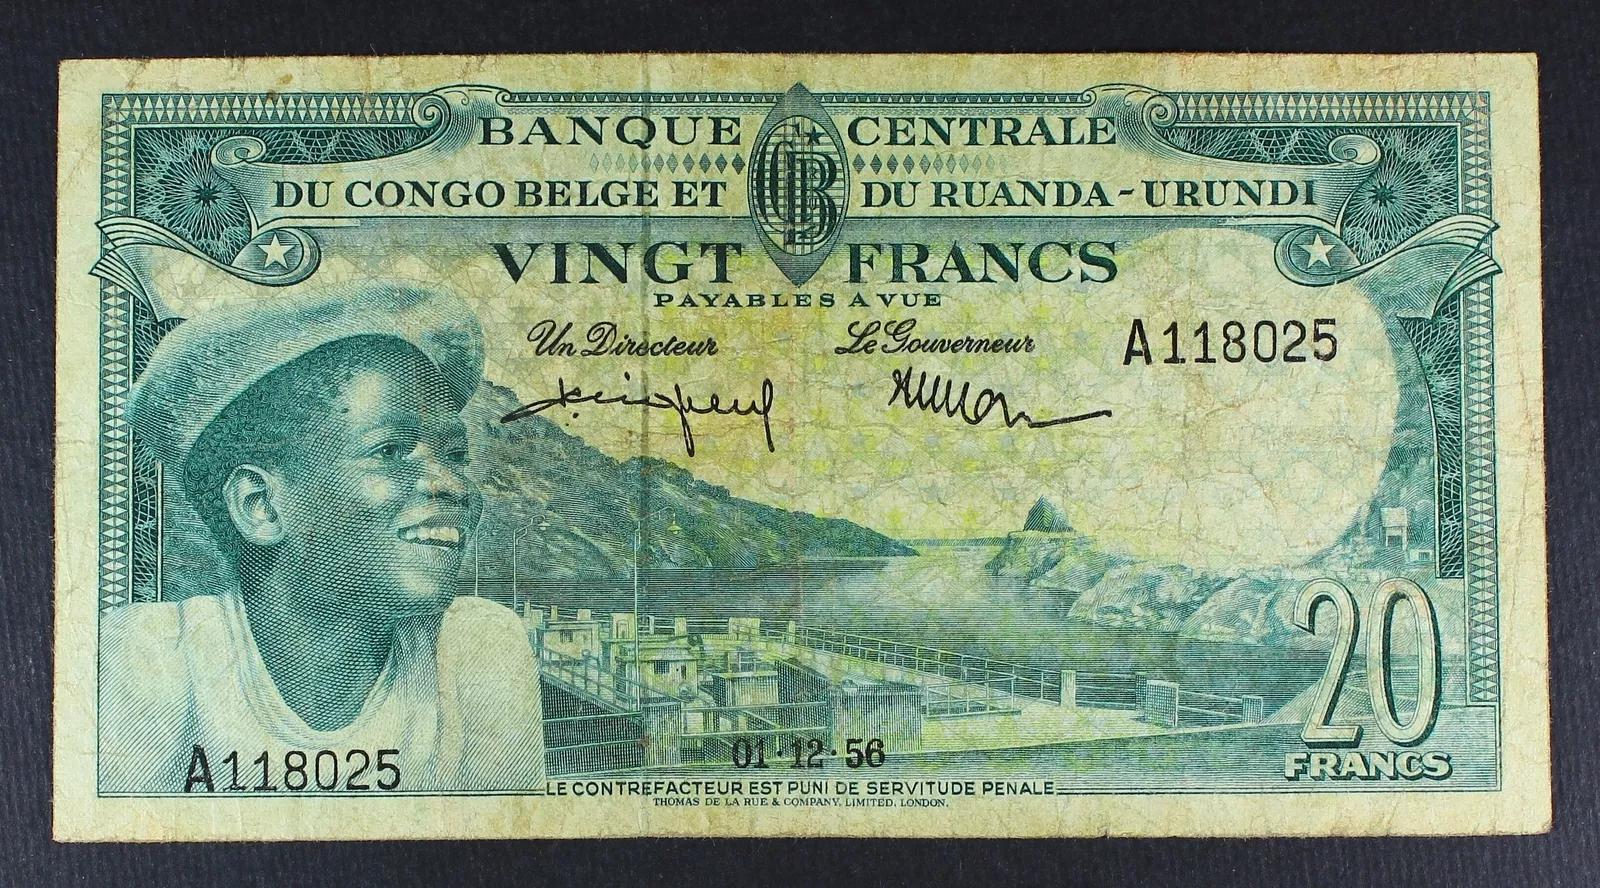 BANQUE CENTRALE
DU CONGO BELGE ET DU RUANDA-URUNDI
VINGT FRANCS
PAYABLES A VUE
Un Directeur Le Gouverneur
A118025
20
FRANCS
A118025
01·12·56
LE CONTREFACTEUR EST PUNI DE SERVITUDE PENALE
THOMAS DE LA RUE & COMPANY, LIMITED, LONDON.